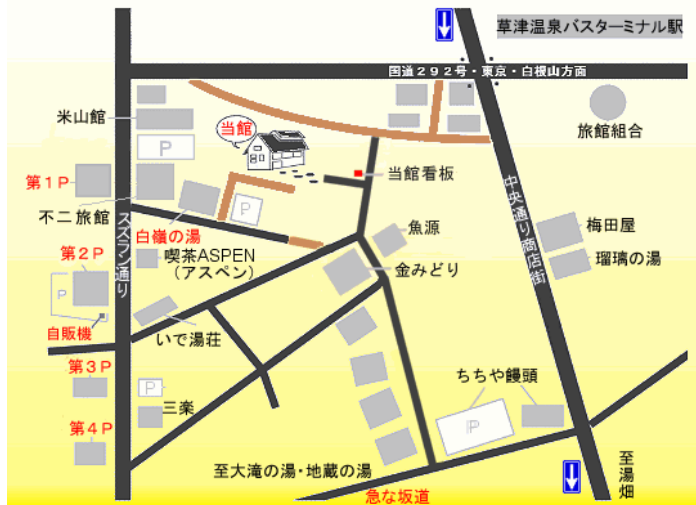 草津温泉バスターミナル駅
国道292号・東京・白根山方面
米山館
P
当館
旅館組合
第1P
当館看板
中央通り商店街
不二旅館
P
白嶺の湯
スズラン通り
魚源
梅田屋
第2P
喫茶ASPEN
(アスペン)
金みどり
瑠璃の湯
P
自販機
いで湯荘
第3P
P
ちちや饅頭
三楽
P
第4P
至大滝の湯・地蔵の湯
至湯畑
急な坂道